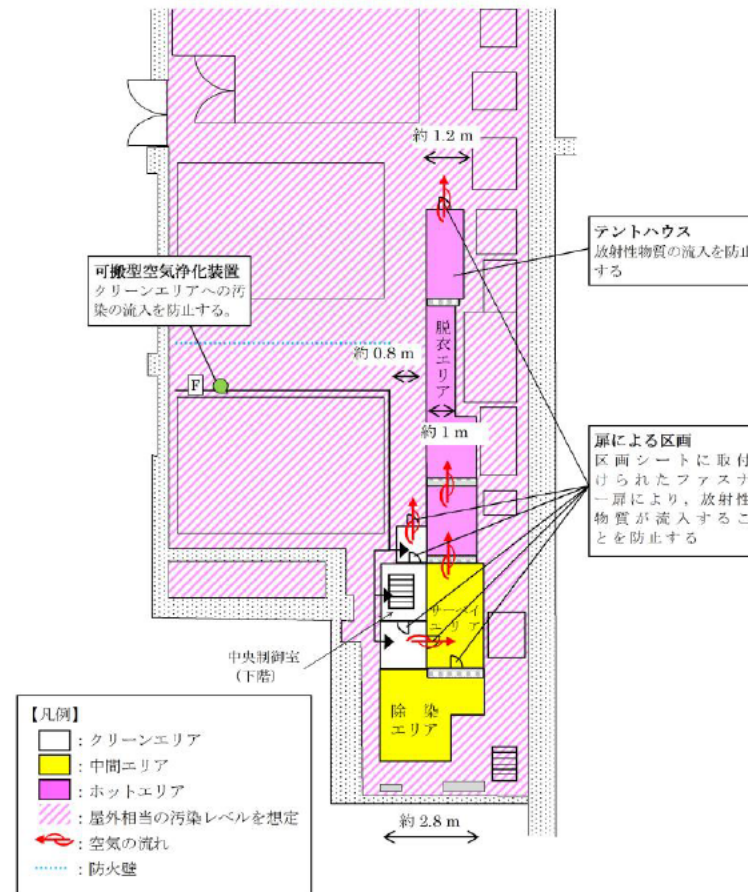 約 1.2 m
テントハウス
放射性物質の流入を防止
する
可搬型空気浄化装置
クリーンエリアへの汚
染の流入を防止する。
脱衣エリア
約 0.8 m
F
約 1 m
扉による区画
区画シートに取付
けられたファスナ
ー扉により，放射性
物質が流入するこ
とを防止する
サーベイ
エリア
中央制御室
（下階）
除 染
エリア
【凡例】
：クリーンエリア
：中間エリア
：ホットエリア
：屋外相当の汚染レベルを想定
：空気の流れ
：防火壁
約 2.8 m